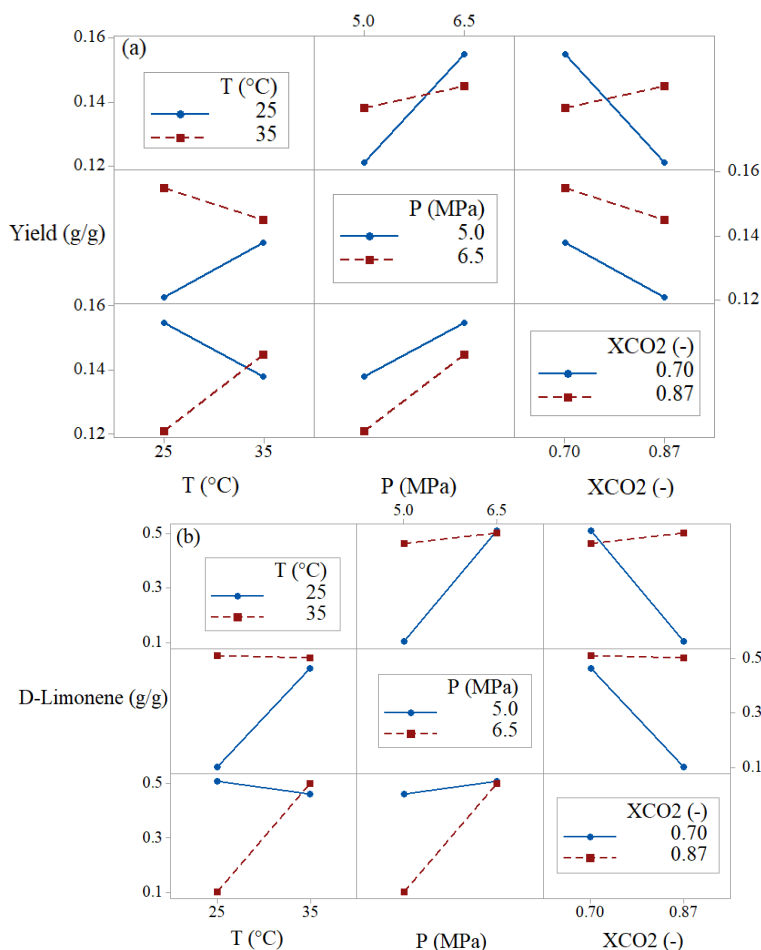 5.0 6.5
0.16
(a)
T (°C)
25
35
0.14
0.12
0.16
P (MPa)
5.0
6.5
Yield (g/g)
0.14
0.12
0.16
XCO2 (-)
0.70
0.87
0.14
0.12
25 35 0.70 0.87
T (°C) P (MPa) XCO2 (-)
5.0 6.5
(b)
0.5
T (°C)
25
35
0.3
0.1
0.5
P (MPa)
5.0
6.5
D-Limonene (g/g)
0.3
0.1
0.5
XCO2 (-)
0.70
0.87
0.3
0.1
25 35 0.70 0.87
T (°C) P (MPa) XCO2 (-)